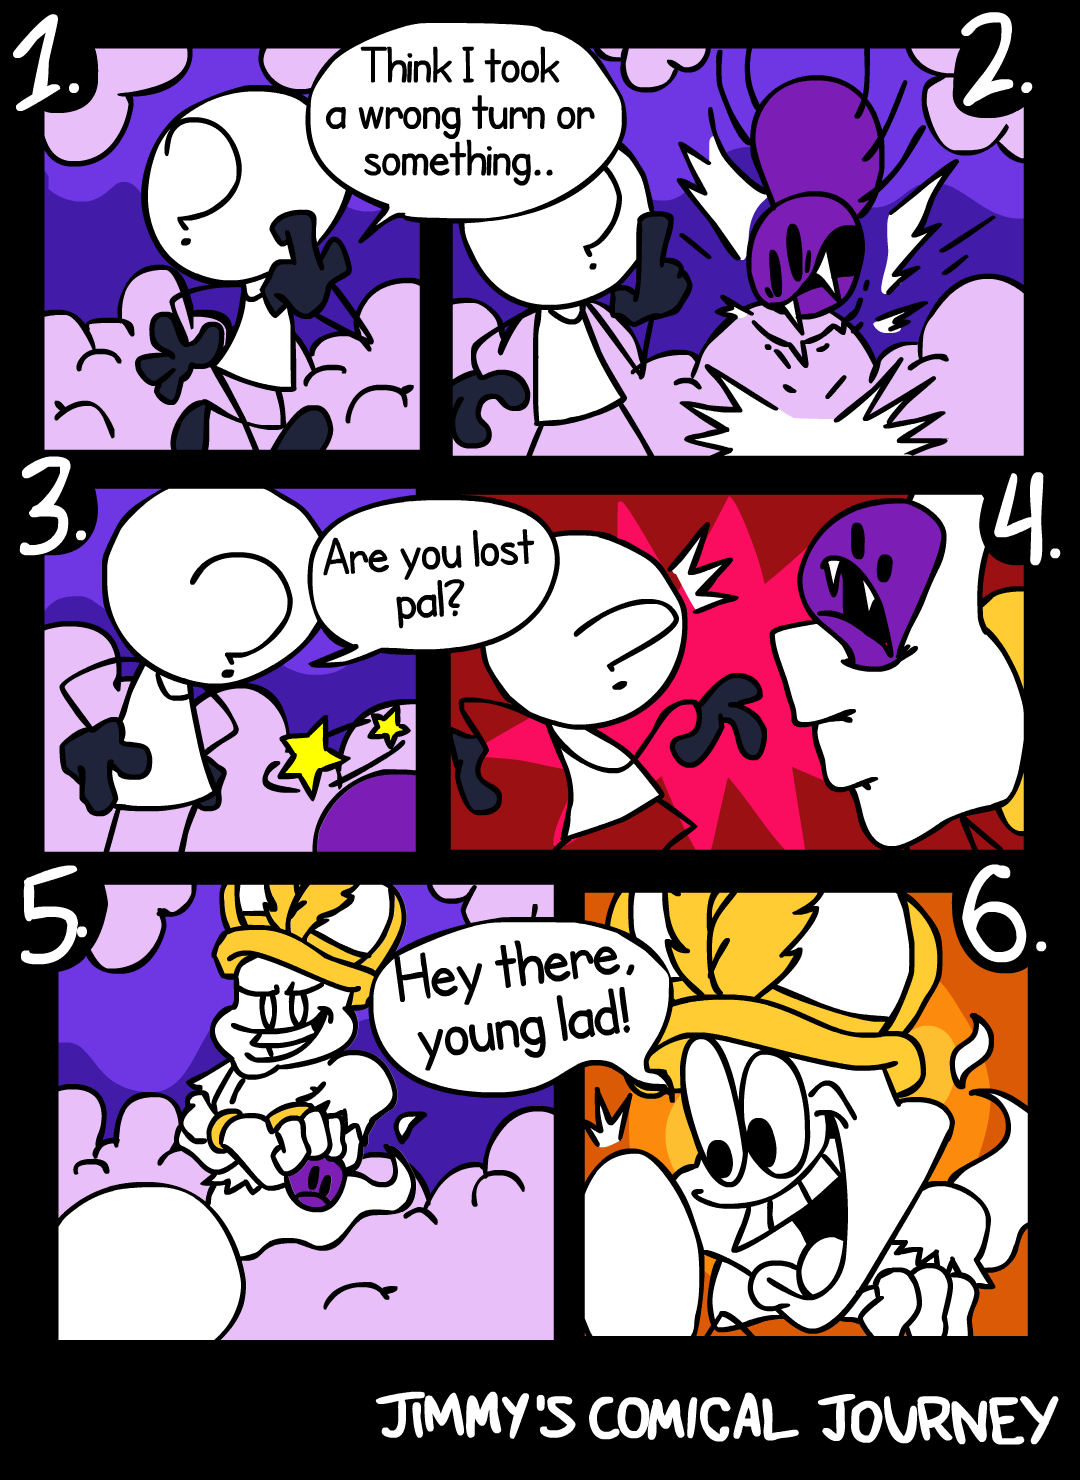 1.
Think I took
a wrong turn or
something..
2.
3.
Are you lost
pal?
4.
5.
Hey there,
young lad!
6.
JIMMY'S COMICAL JOURNEY